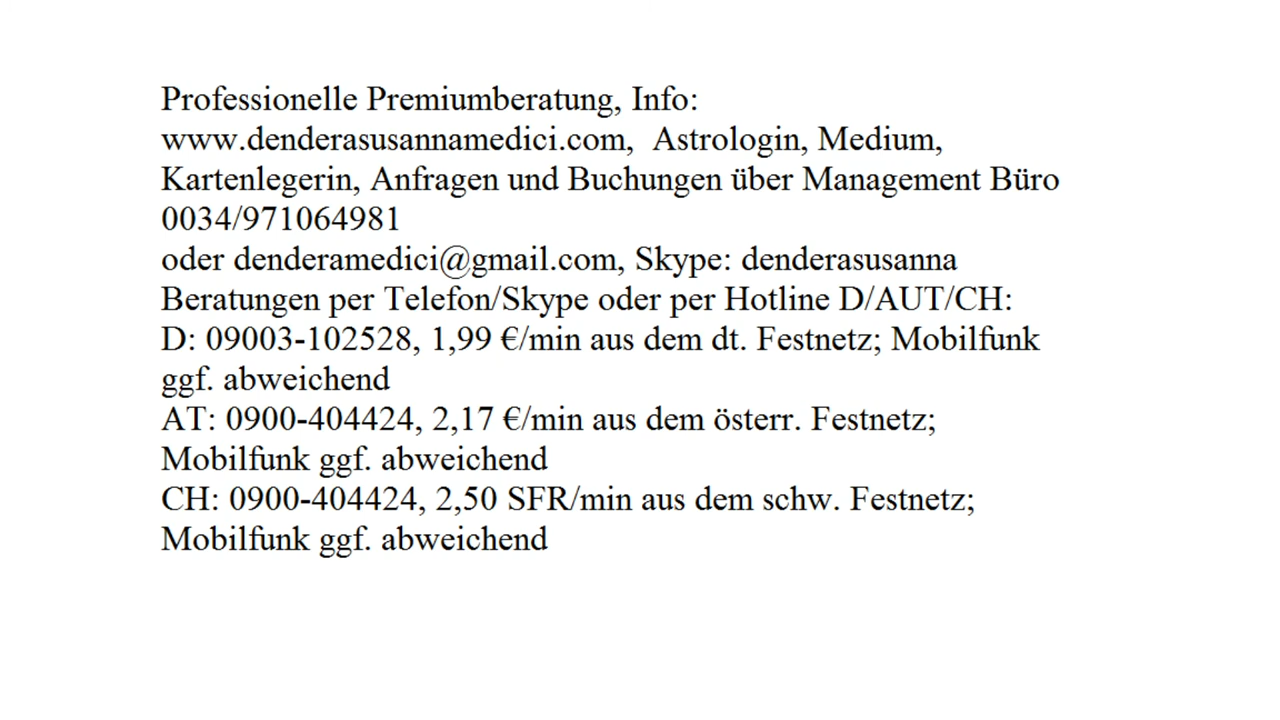 Professionelle Premiumberatung, Info:
www.denderasusannamedici.com,  Astrologin, Medium,
Kartenlegerin, Anfragen und Buchungen über Management Büro
0034/971064981
oder denderamedici@gmail.com, Skype: denderasusanna
Beratungen per Telefon/Skype oder per Hotline D/AUT/CH:
D: 09003-102528, 1,99 €/min aus dem dt. Festnetz; Mobilfunk
ggf. abweichend
AT: 0900-404424, 2,17 €/min aus dem österr. Festnetz;
Mobilfunk ggf. abweichend
CH: 0900-404424, 2,50 SFR/min aus dem schw. Festnetz;
Mobilfunk ggf. abweichend